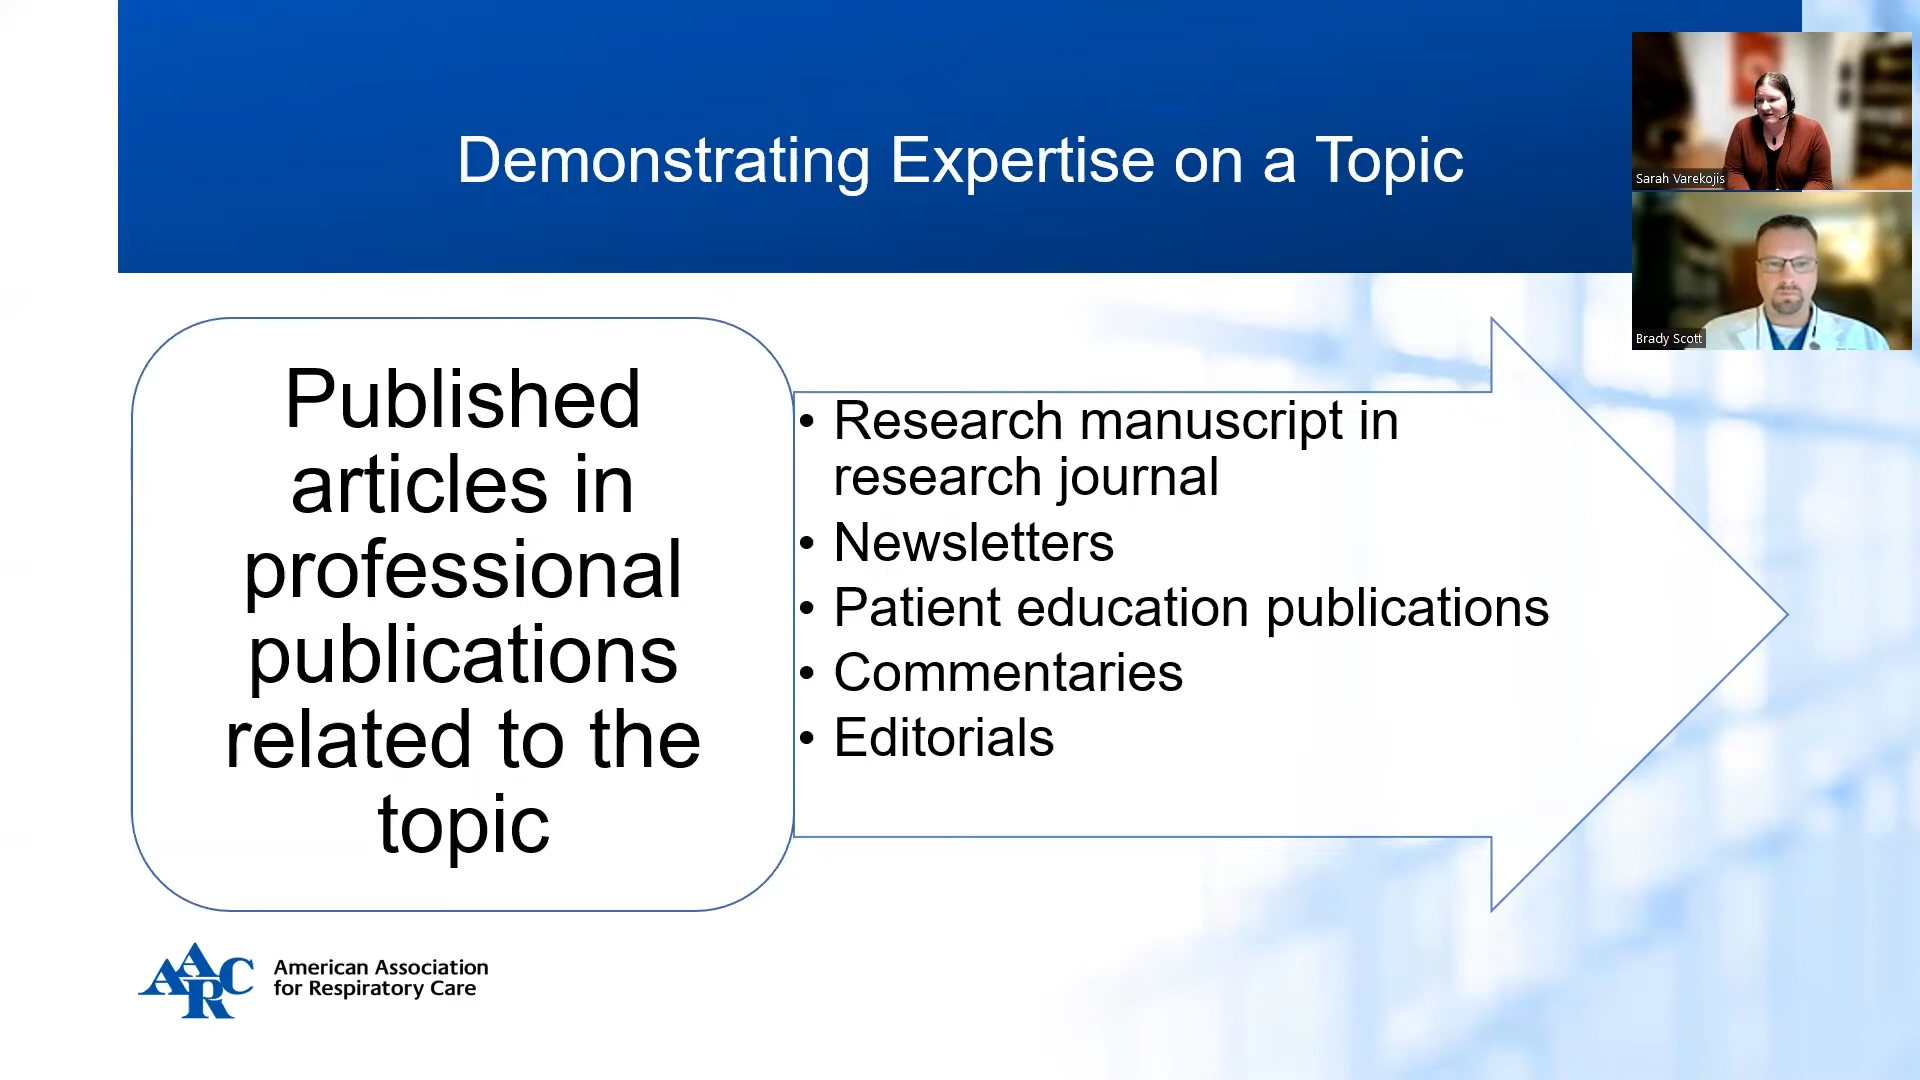 Demonstrating Expertise on a Topic
Sarah Varekojis
Brady Scott
Published
articles in
professional
publications
related to the
topic
• Research manuscript in
research journal
• Newsletters
• Patient education publications
• Commentaries
• Editorials
AARC
American Association
for Respiratory Care